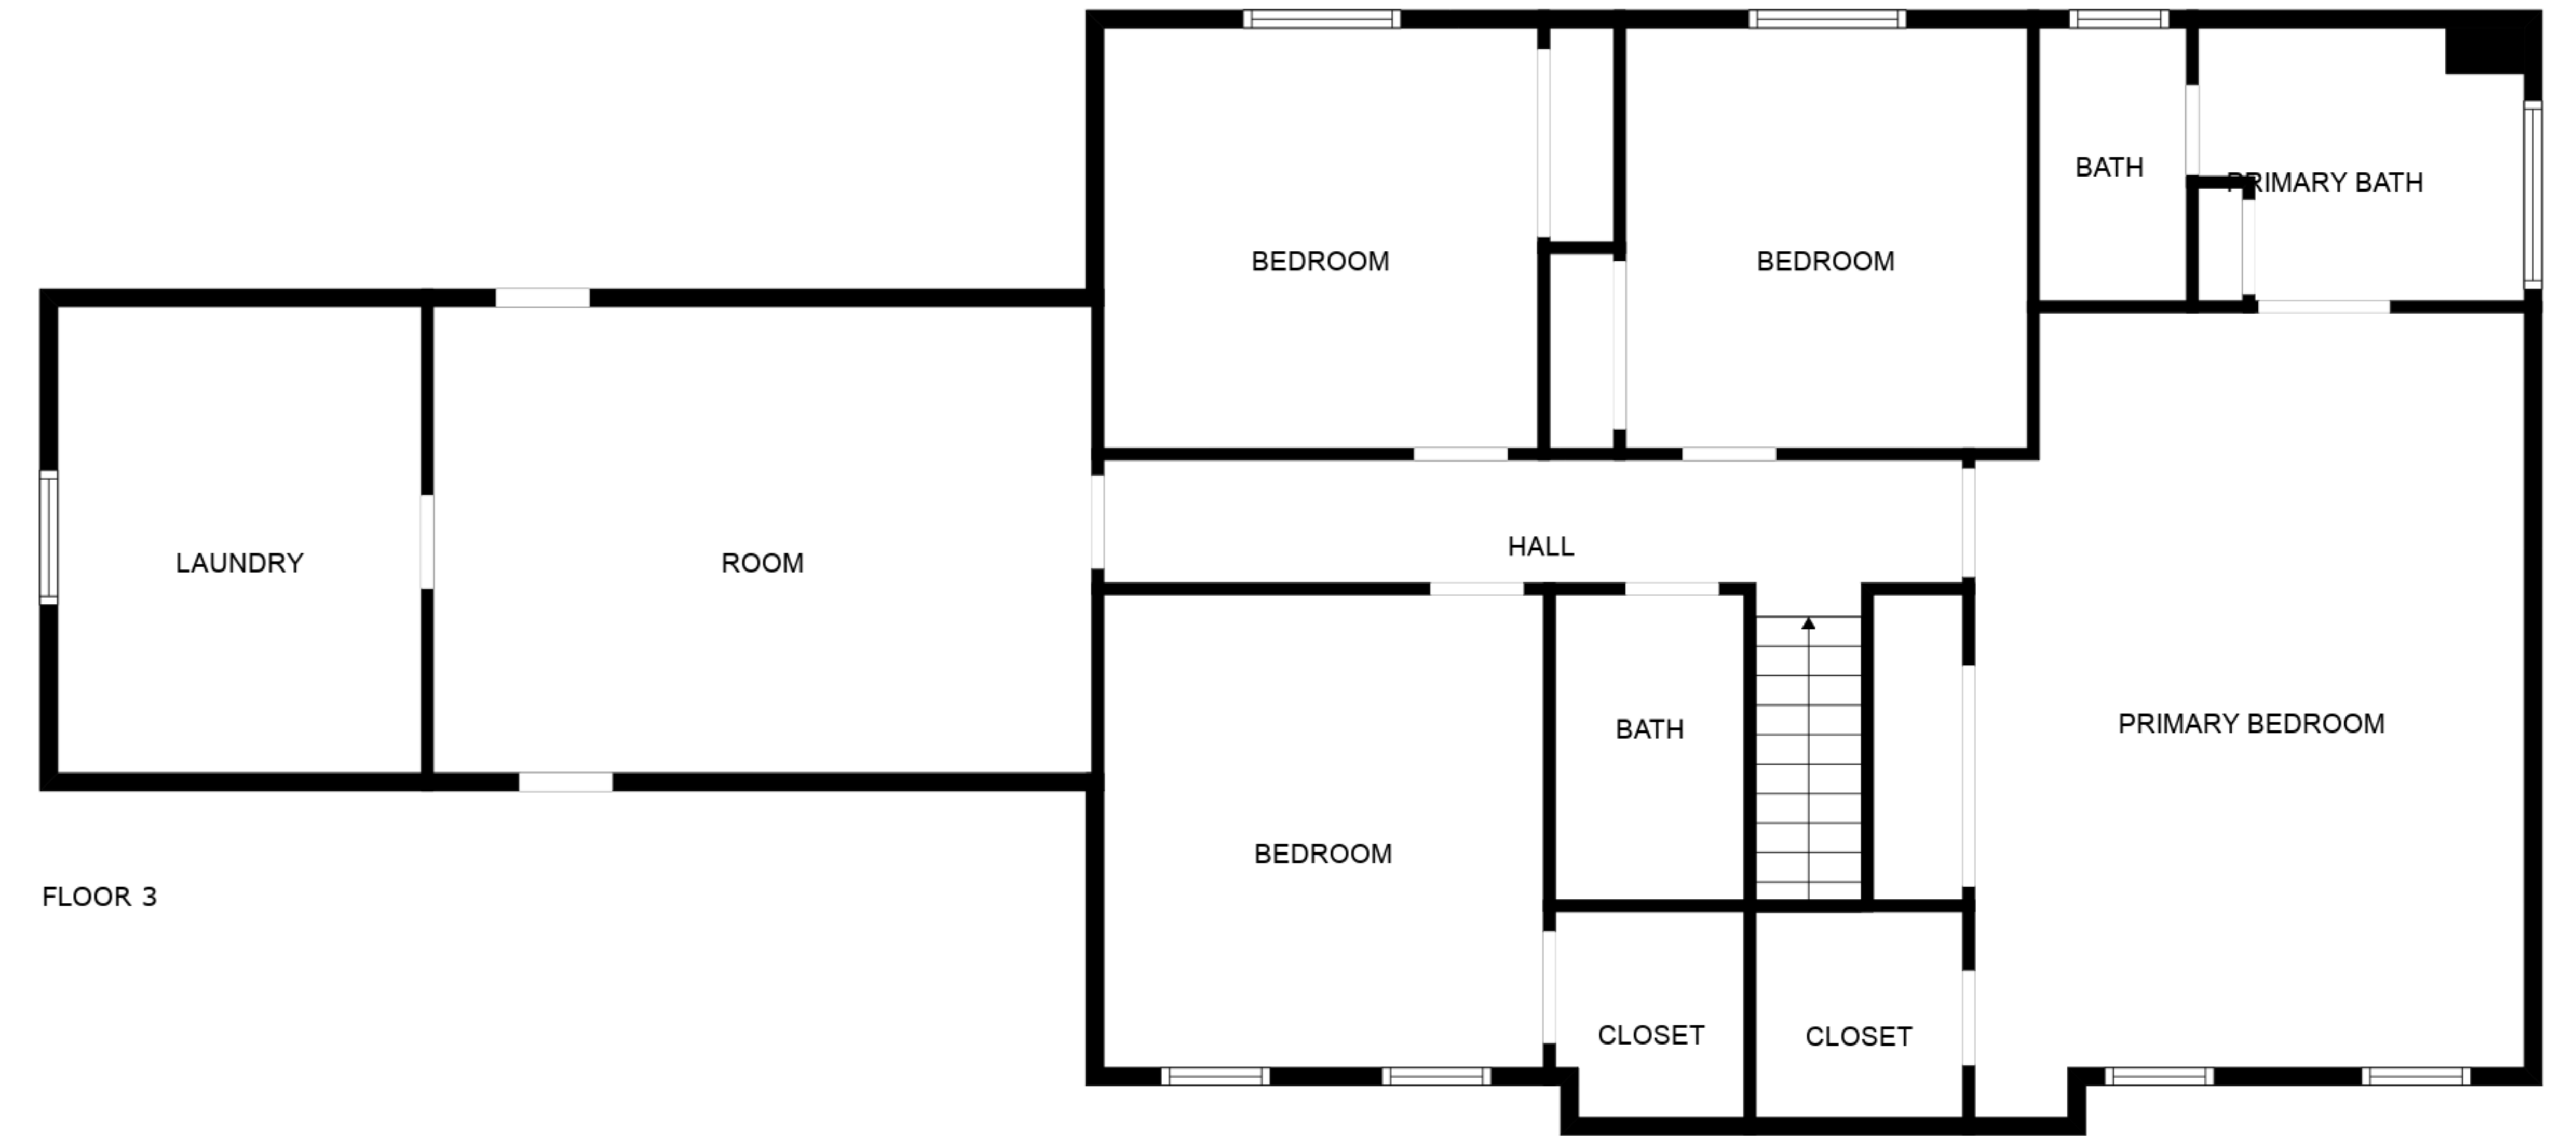 BATH
PRIMARY BATH
BEDROOM
BEDROOM
HALL
LAUNDRY
ROOM
PRIMARY BEDROOM
BATH
BEDROOM
FLOOR 3
CLOSET
CLOSET